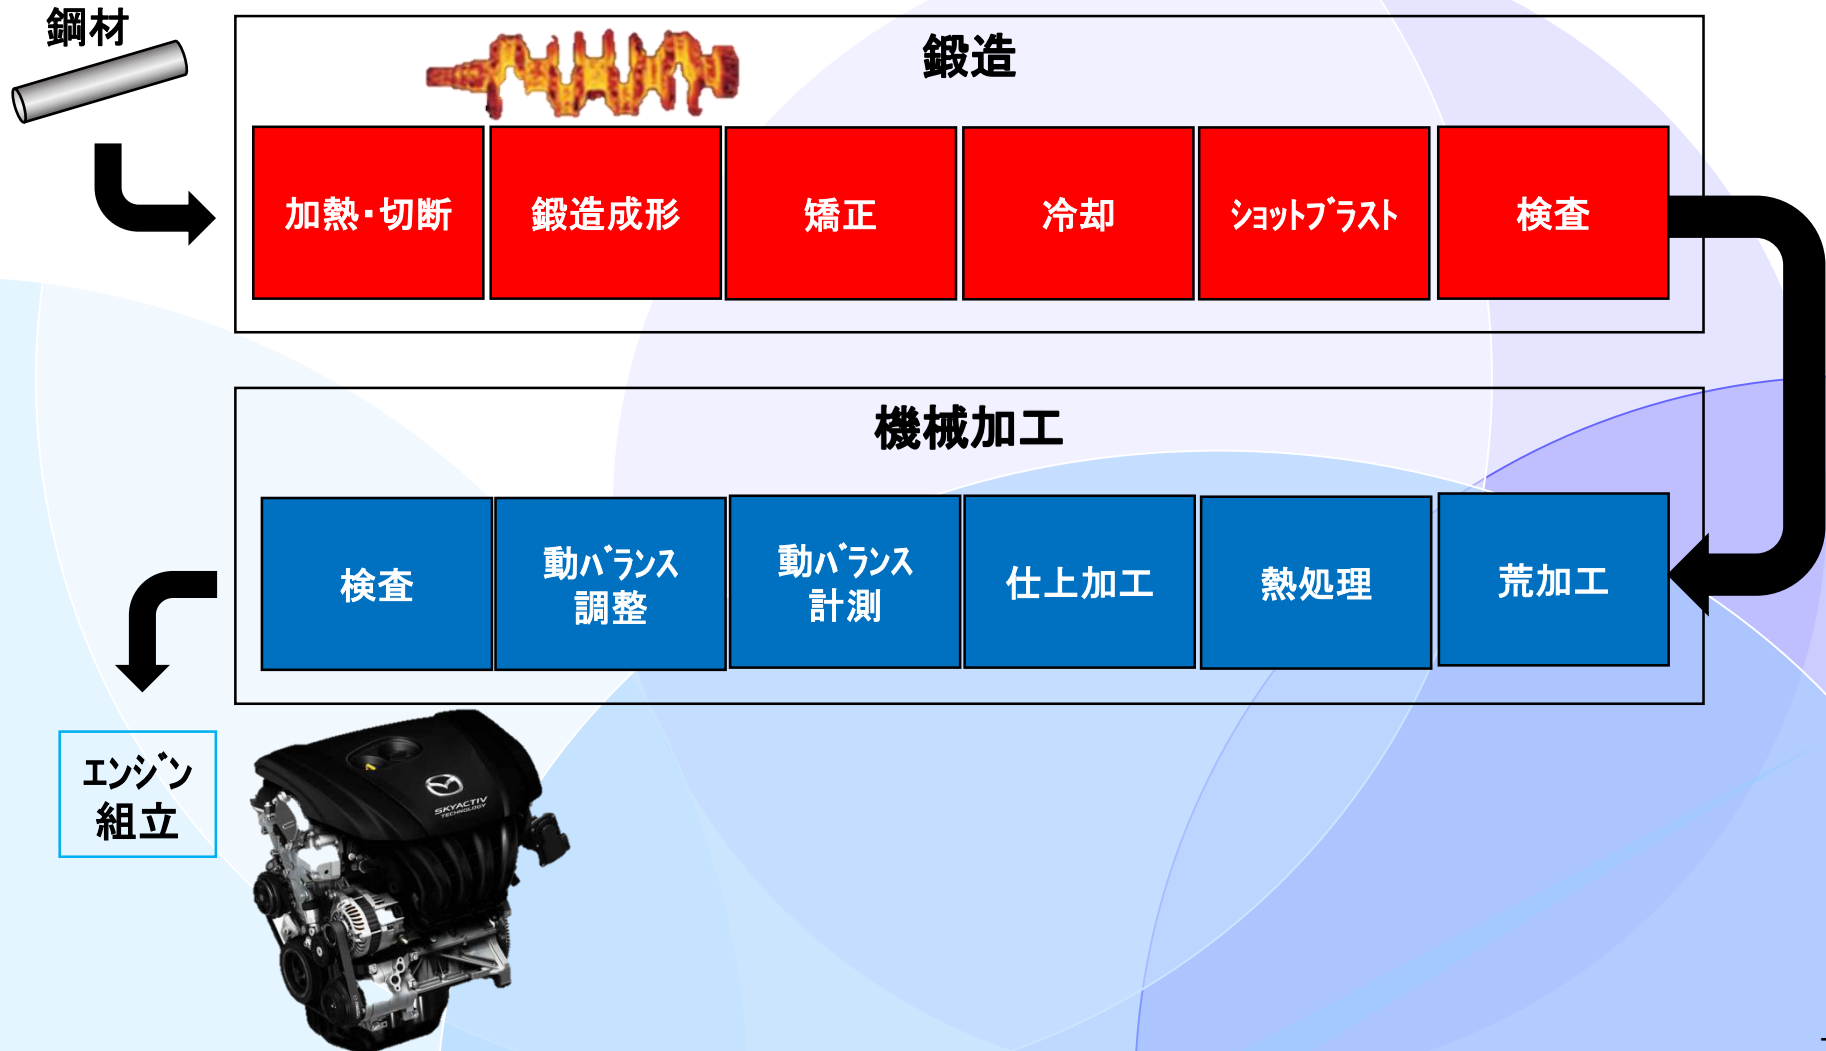 鋼材
鍛造
加熱・切断
鍛造成形
矯正
冷却
ｼｮｯﾄﾌﾞﾗｽﾄ
検査
機械加工
検査
動ﾊﾞﾗﾝｽ
調整
動ﾊﾞﾗﾝｽ
計測
仕上加工
熱処理
荒加工
ｴﾝｼﾞﾝ
組立
SKYACTIV
TECHNOLOGY